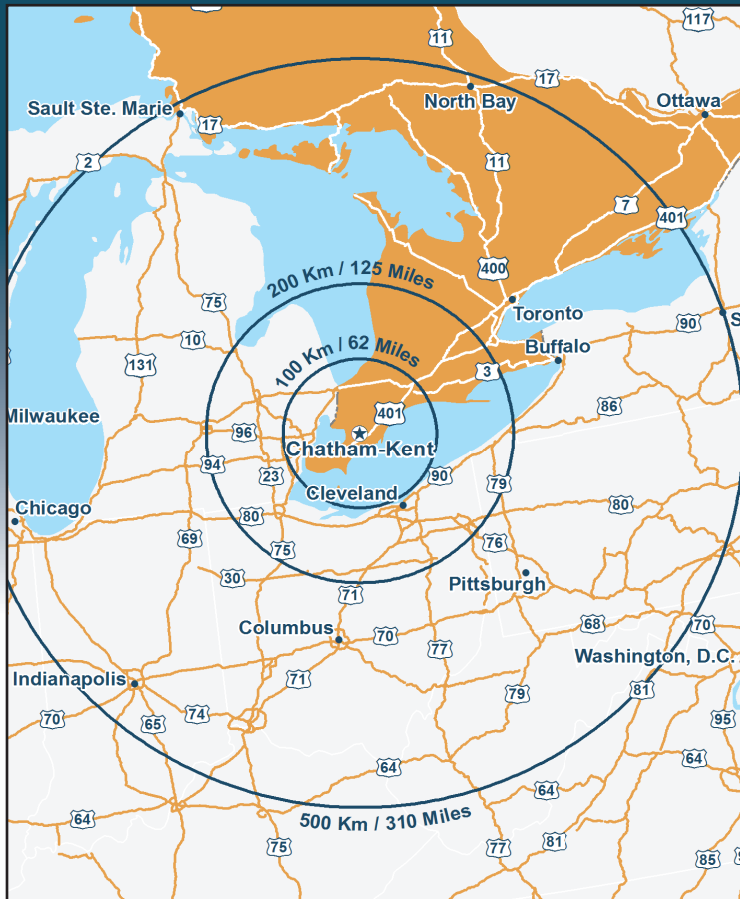 117
11
17
Sault Ste. Marie
North Bay
Ottawa
17
2
11
7
401
400
200 Km / 125 Miles
75
Toronto
S
90
10
Buffalo
100 Km / 62 Miles
131
3
86
401
Milwaukee
96
Chatham-Kent
94
23
90
79
Cleveland
80
Chicago
80
69
75
76
30
Pittsburgh
71
68
70
Columbus
70
77
Washington, D.C.
Indianapolis
71
81
79
70
65
74
95
64
64
64
64
500 Km / 310 Miles
75
77
81
85